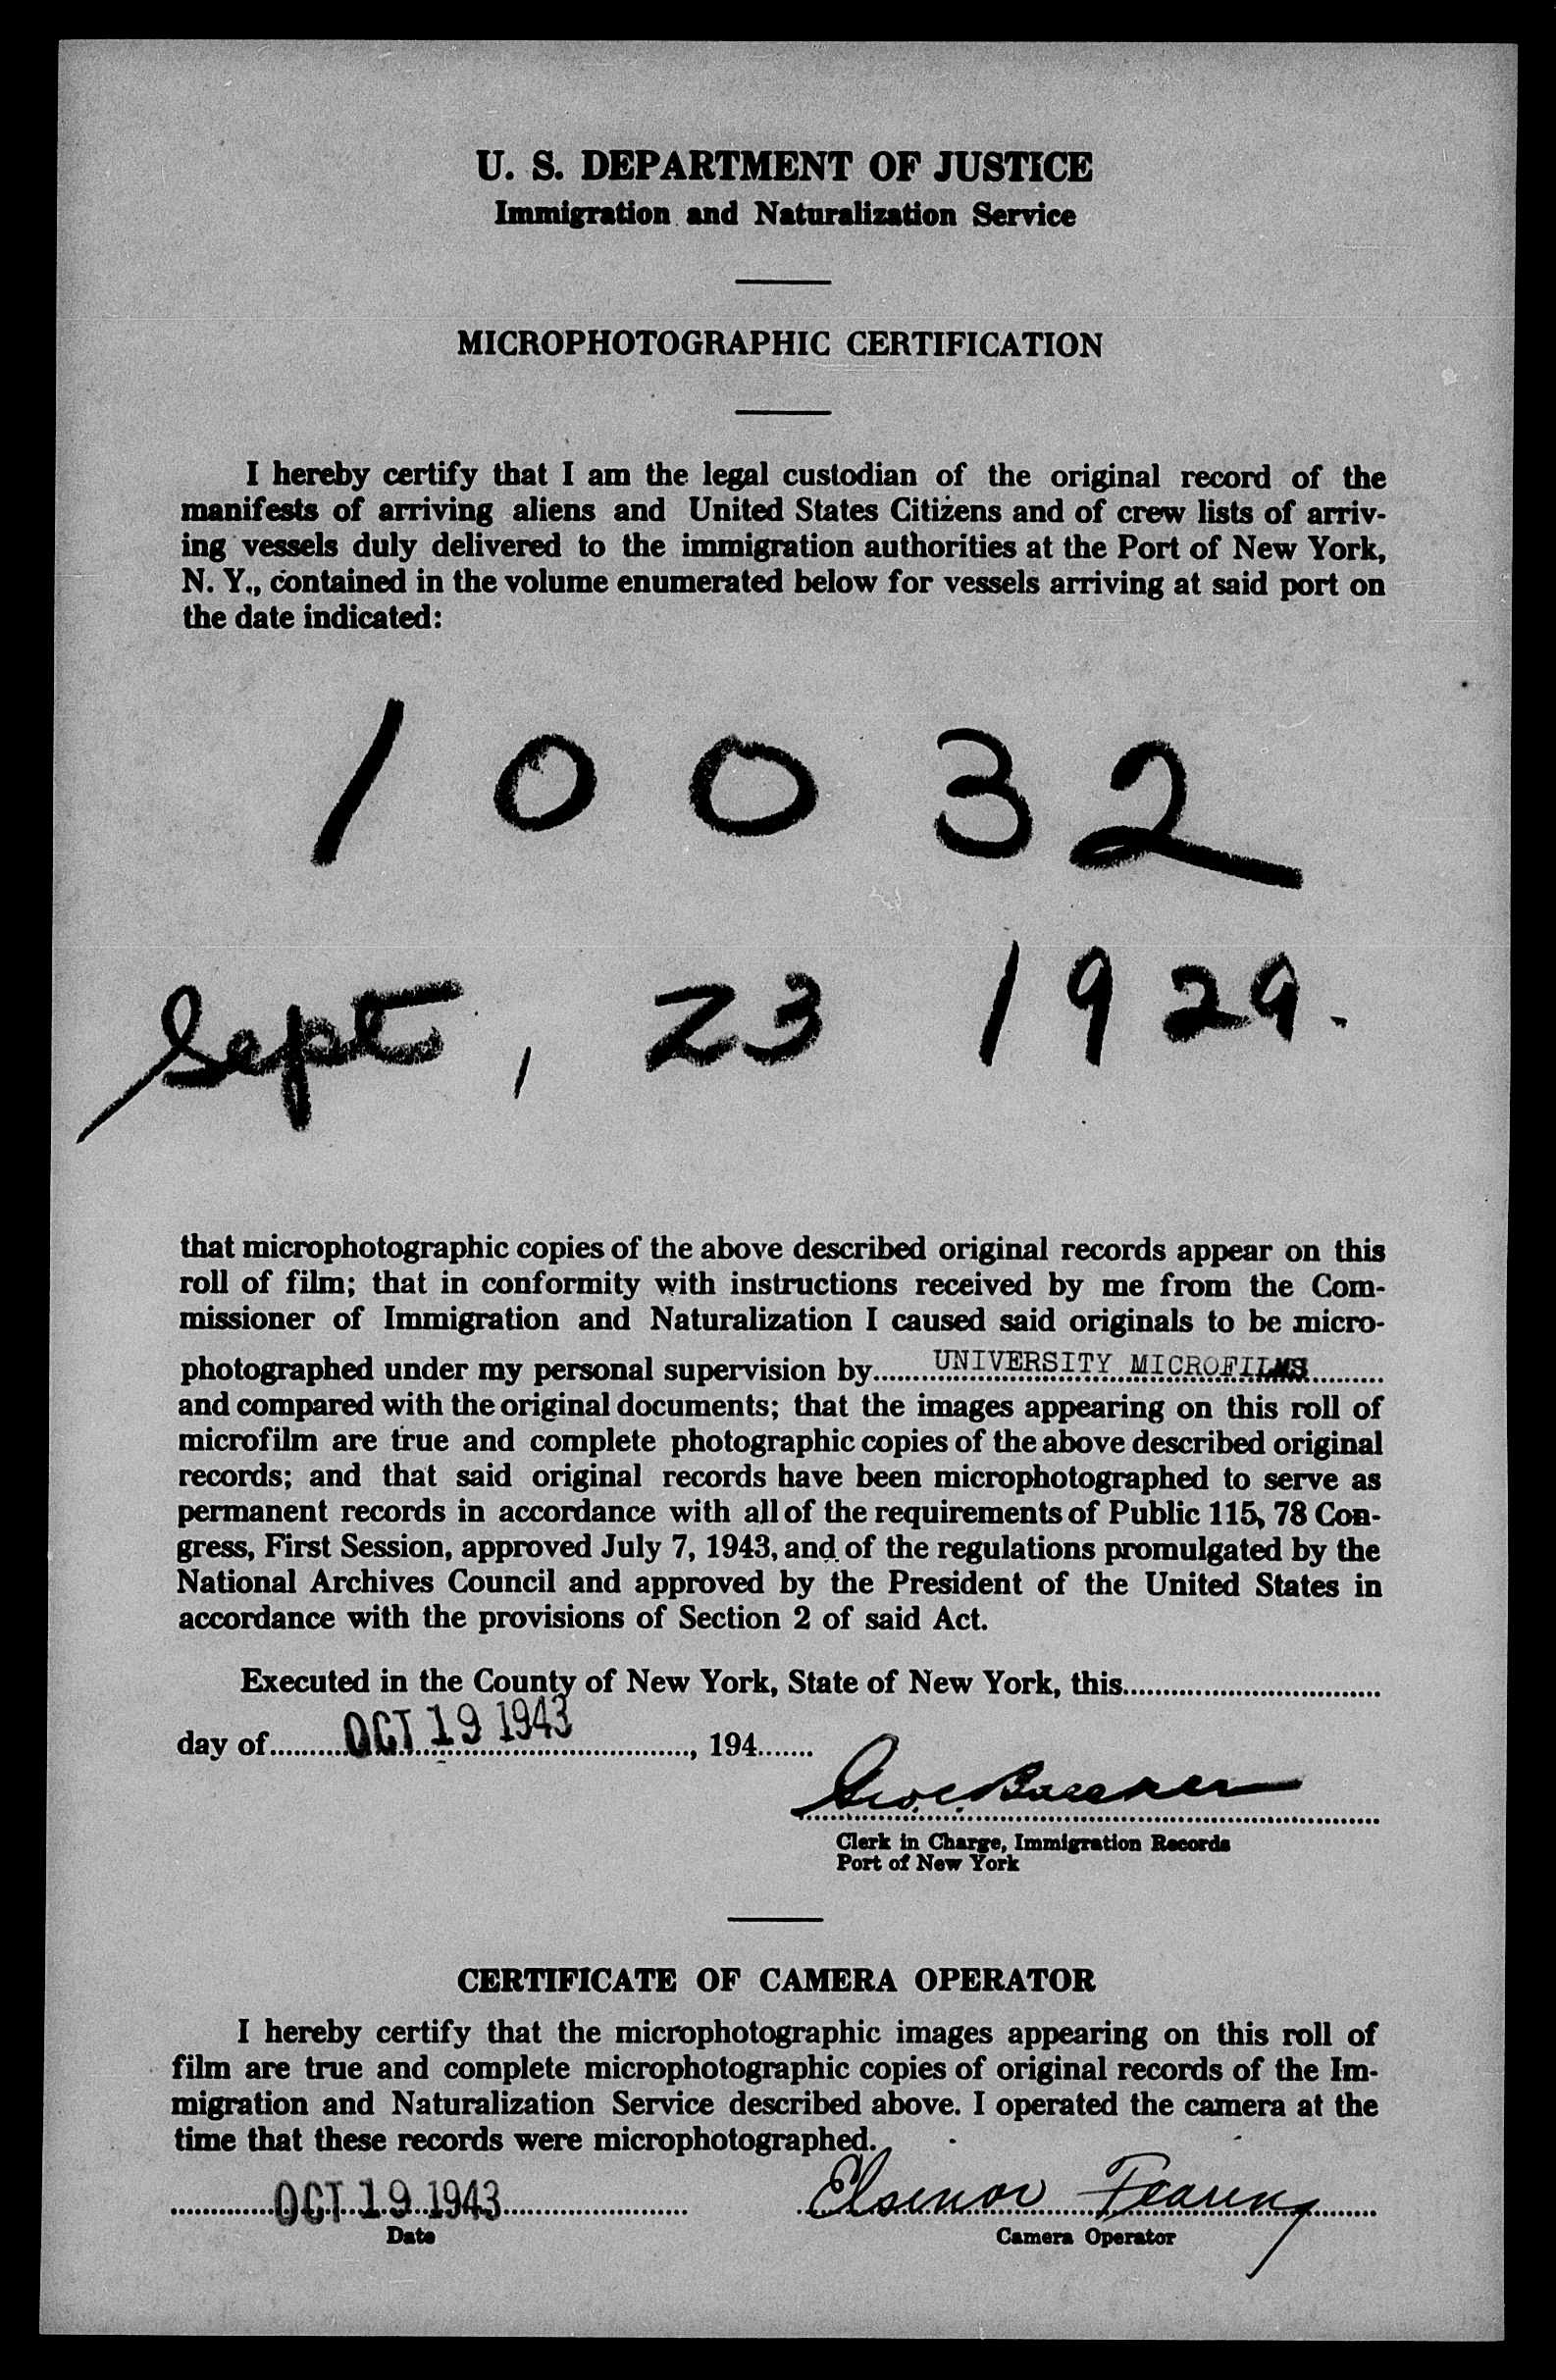 U. S. DEPARTMENT OF JUSTICE
Immigration and Naturalization Service
MICROPHOTOGRAPHIC CERTIFICATION
I hereby certify that I am the legal custodian of the original record of the
manifests of arriving aliens and United States Citizens and of crew lists of arriv-
ing vessels duly delivered to the immigration authorities at the Port of New York,
N. Y., contained in the volume enumerated below for vessels arriving at said port on
the date indicated:
10032
Sept, 23 1929.
that microphotographic copies of the above described original records appear on this
roll of film; that in conformity with instructions received by me from the Com-
missioner of Immigration and Naturalization I caused said originals to be micro-
photographed under my personal supervision by UNIVERSITY MICROFILMS
and compared with the original documents; that the images appearing on this roll of
microfilm are true and complete photographic copies of the above described original
records; and that said original records have been microphotographed to serve as
permanent records in accordance with all of the requirements of Public 115, 78 Con-
gress, First Session, approved July 7, 1943, and of the regulations promulgated by the
National Archives Council and approved by the President of the United States in
accordance with the provisions of Section 2 of said Act.
Executed in the County of New York, State of New York, this
day of OCT 19 1943, 194
Clerk in Charge, Immigration Records
Port of New York
CERTIFICATE OF CAMERA OPERATOR
I hereby certify that the microphotographic images appearing on this roll of
film are true and complete microphotographic copies of original records of the Im-
migration and Naturalization Service described above. I operated the camera at the
time that these records were microphotographed.
OCT 19 1943 Fearing
Date Camera Operator